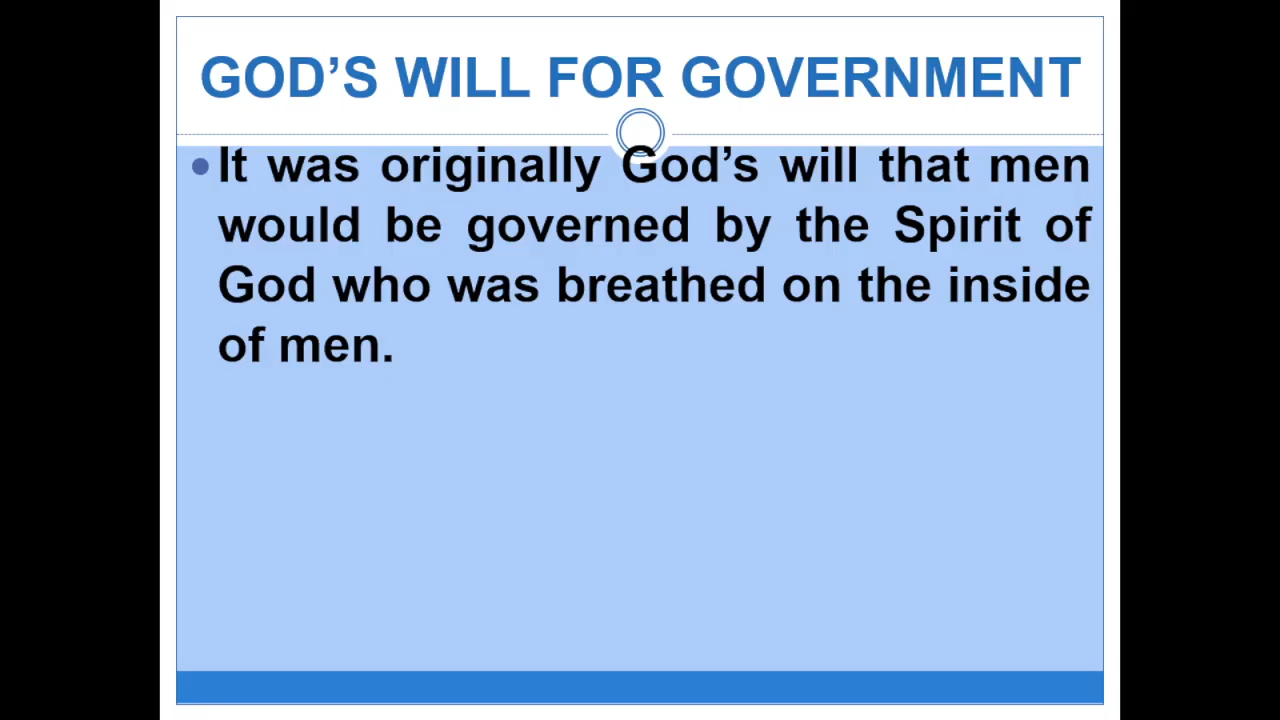 GOD’S WILL FOR GOVERNMENT
• It was originally God’s will that men
would be governed by the Spirit of
God who was breathed on the inside
of men.